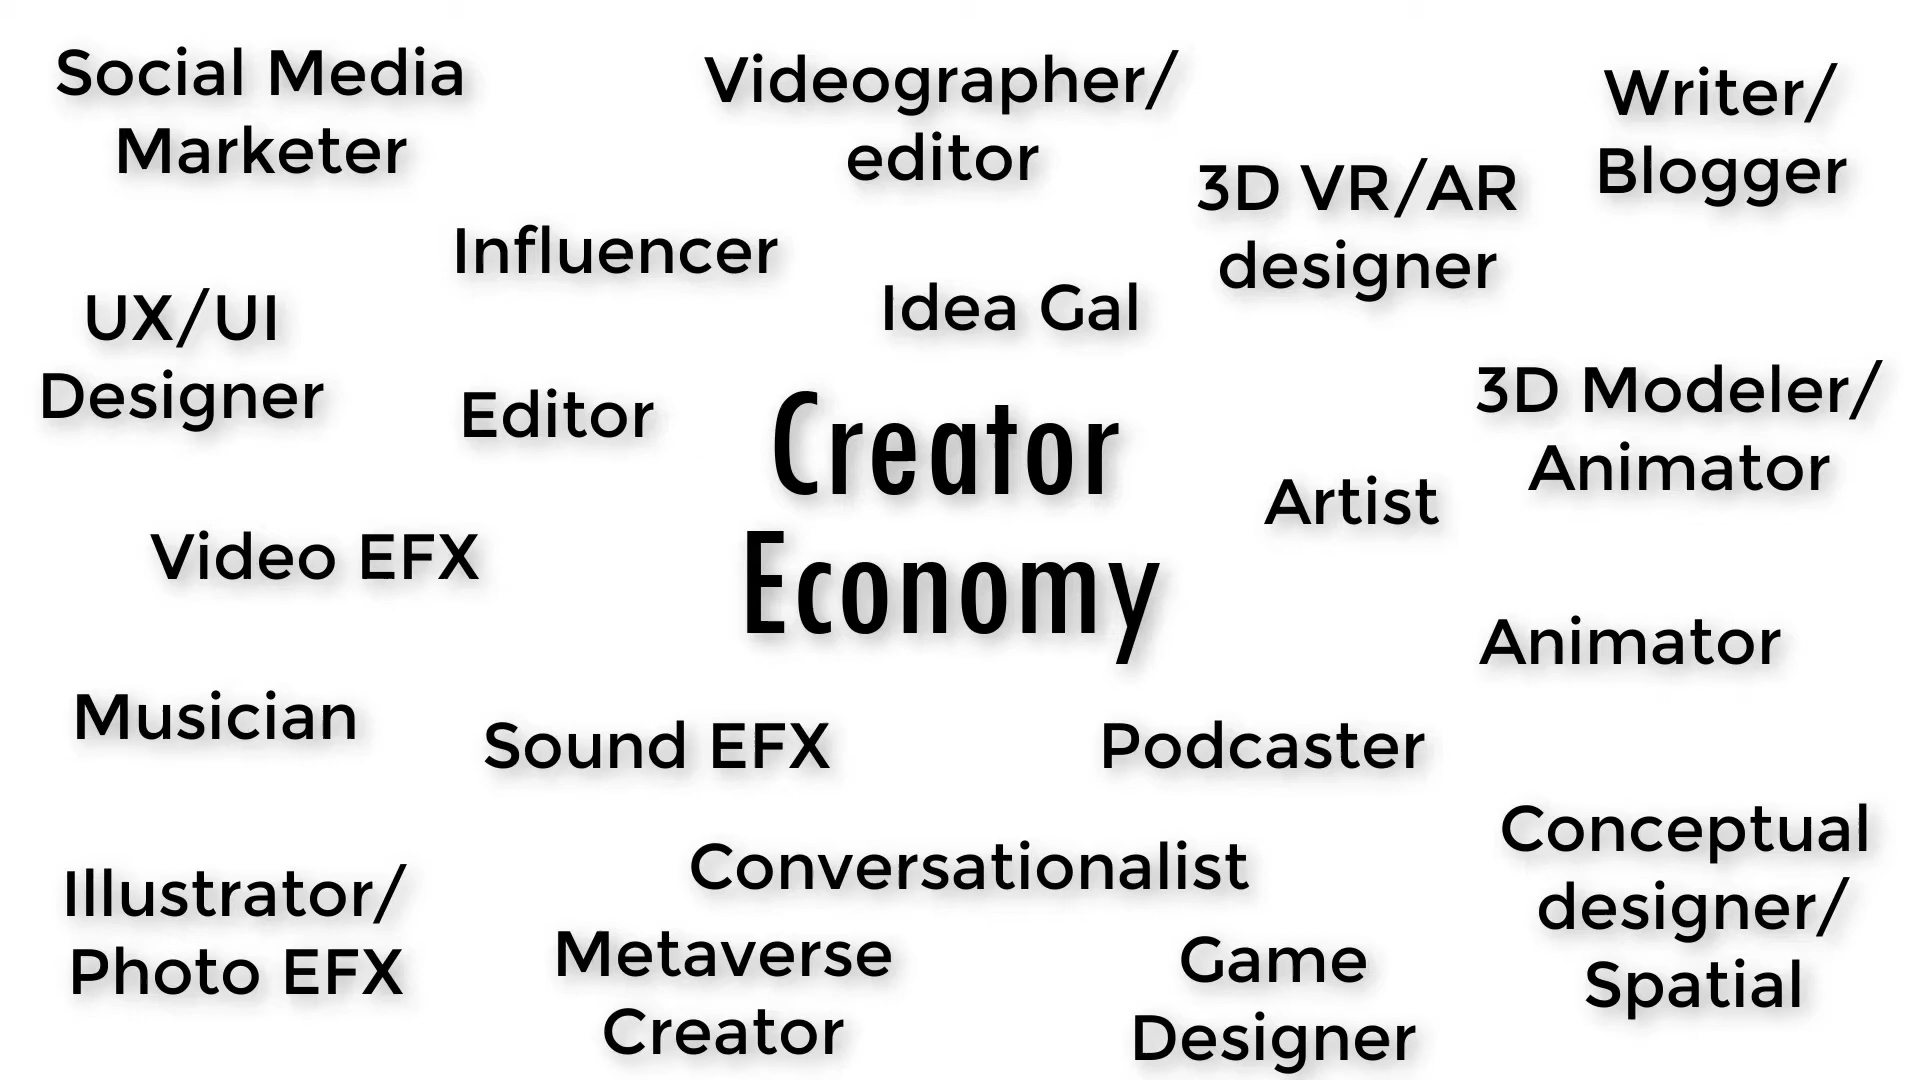 Social Media
Marketer
Videographer/
editor
Writer/
Blogger
3D VR/AR
designer
Influencer
Idea Gal
UX/UI
Designer
Editor
Creator
Economy
3D Modeler/
Animator
Artist
Video EFX
Animator
Musician
Sound EFX
Podcaster
Conceptual
designer/
Spatial
Conversationalist
Illustrator/
Photo EFX
Metaverse
Creator
Game
Designer